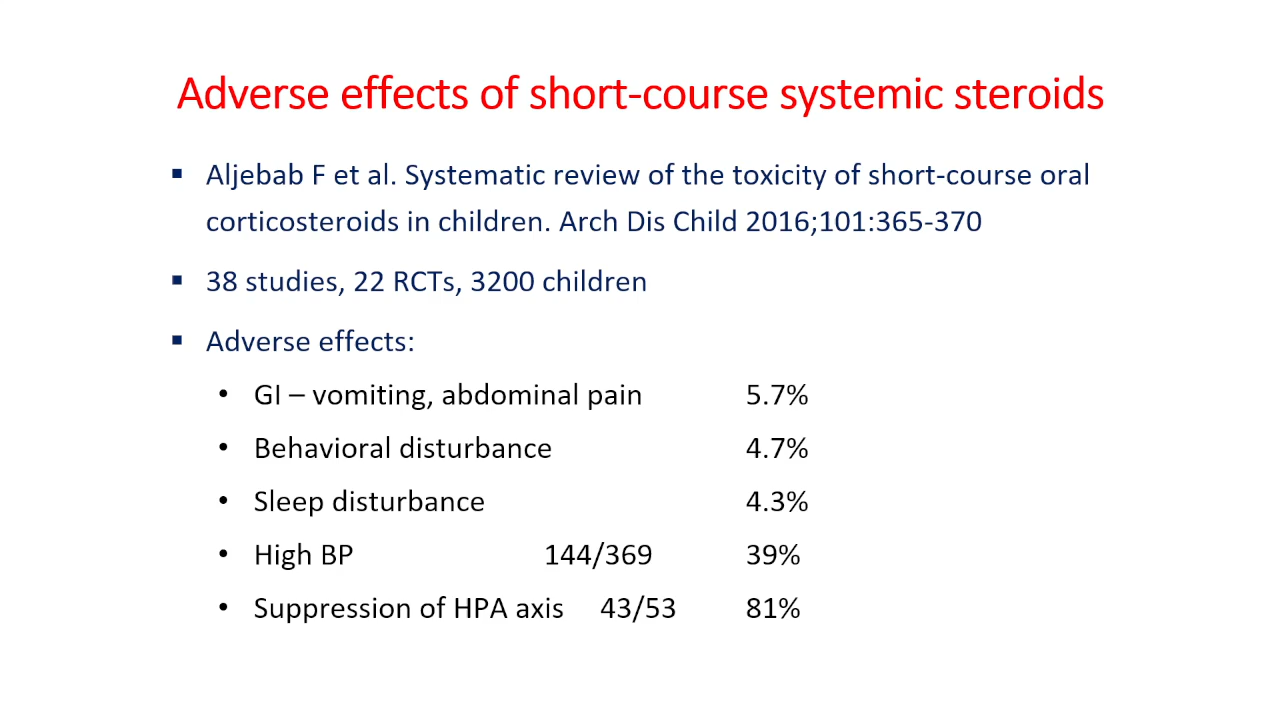 Adverse effects of short-course systemic steroids
▪ Aljebab F et al. Systematic review of the toxicity of short-course oral
corticosteroids in children. Arch Dis Child 2016;101:365-370
▪ 38 studies, 22 RCTs, 3200 children
▪ Adverse effects:
• GI – vomiting, abdominal pain 5.7%
• Behavioral disturbance 4.7%
• Sleep disturbance 4.3%
• High BP 144/369 39%
• Suppression of HPA axis 43/53 81%